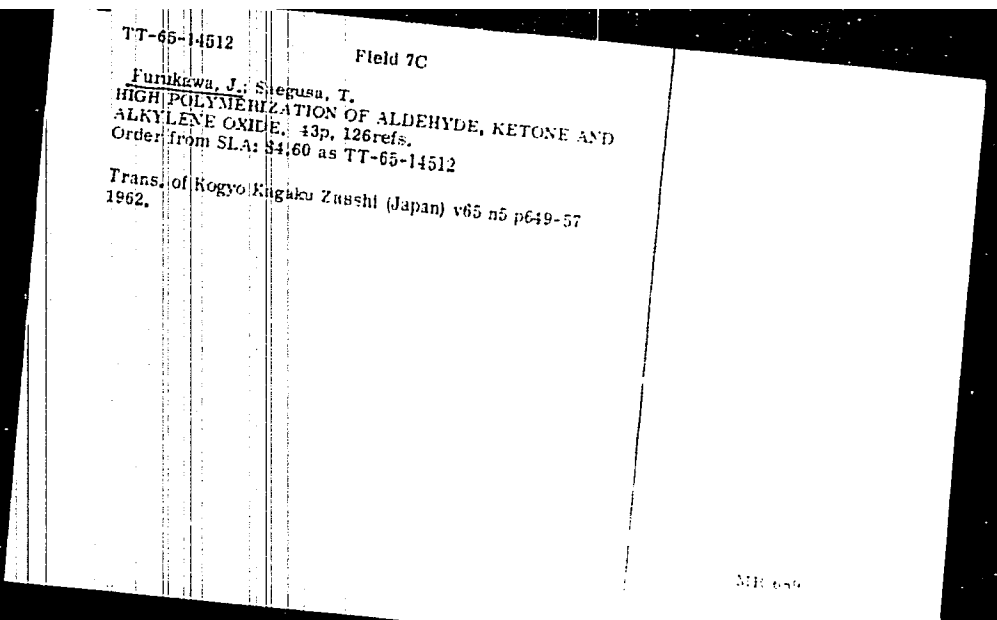 TT-65-14512
Field 7C
Furukawa, J.; Saegusa, T.
HIGH POLYMERIZATION OF ALDEHYDE, KETONE AND
ALKYLENE OXIDE. 43p, 126refs.
Order from SLA: $4.60 as TT-65-14512
Trans. of Kogyo Kagaku Zasshi (Japan) v65 n5 p649-57
1962.